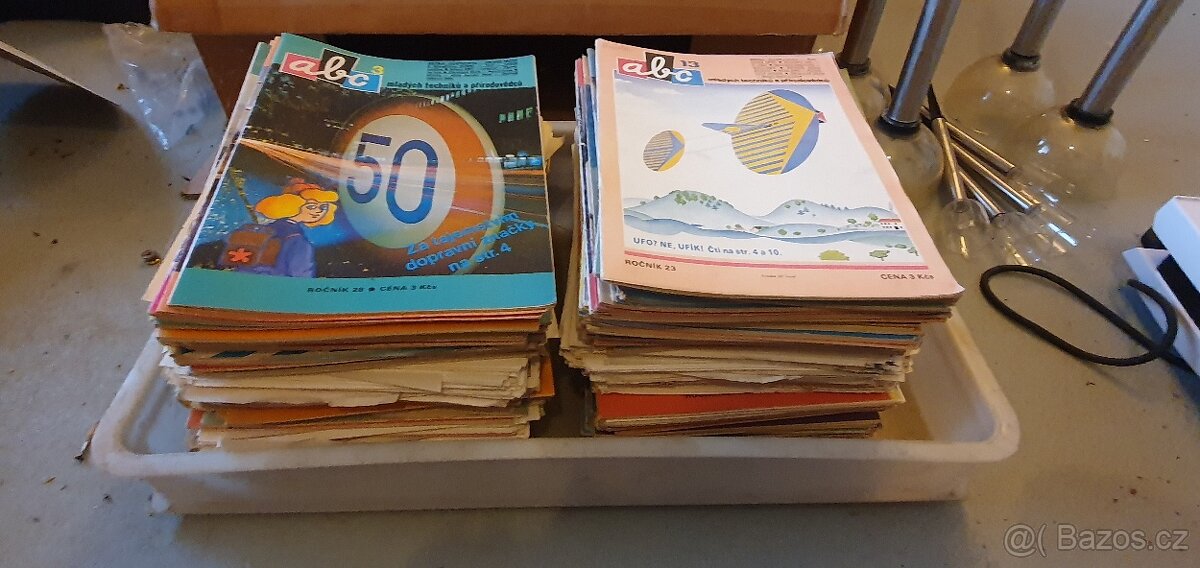 abc 3
mladých techniků a přírodovědců
50
Za tajemstvím
dopravní značky
na str. 4
ROČNÍK 28 ● CENA 3 Kčs
abc 13
mladých techniků a přírodovědců
UFO? NE, UFÍK! Čti na str. 4 a 10.
ROČNÍK 23
CENA 3 Kčs
@( Bazos.cz